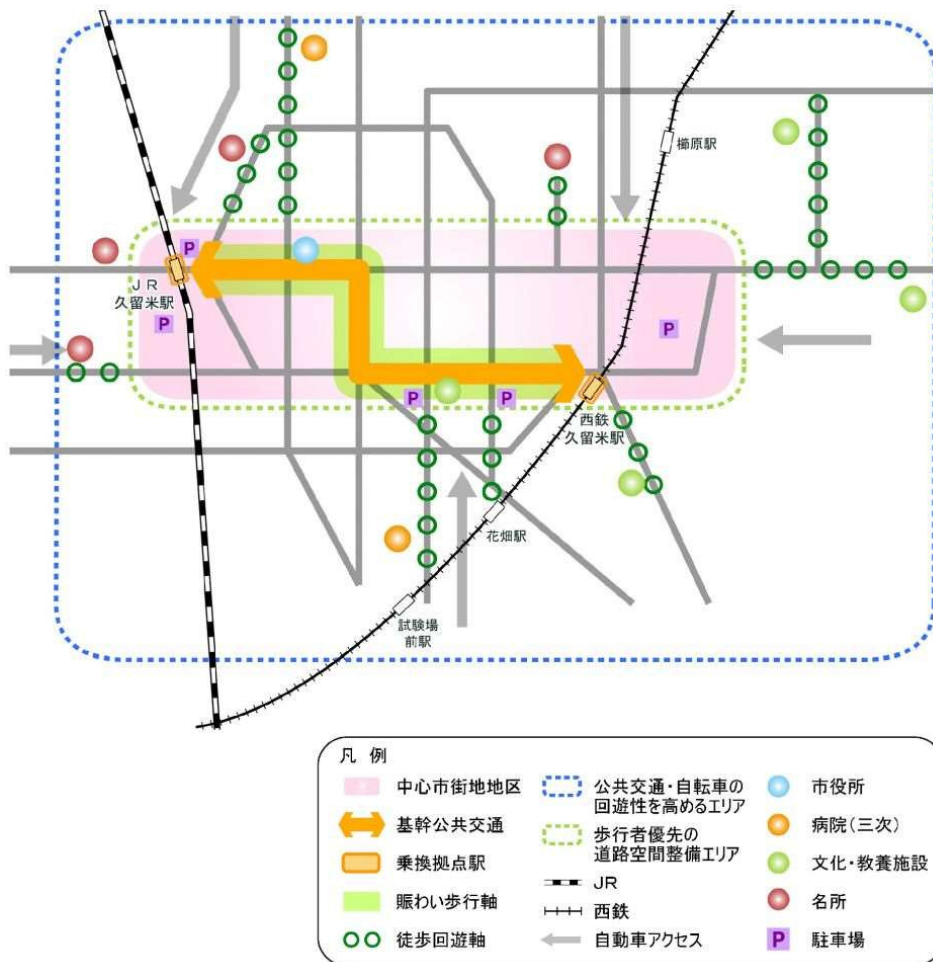 櫛原駅
P
JR
久留米駅
P
P
P
P
西鉄
久留米駅
花畑駅
試験場
前駅
凡 例
中心市街地地区
基幹公共交通
乗換拠点駅
賑わい歩行軸
徒歩回遊軸
公共交通・自転車の
回遊性を高めるエリア
歩行者優先の
道路空間整備エリア
JR
西鉄
自動車アクセス
市役所
病院(三次)
文化・教養施設
名所
P
駐車場